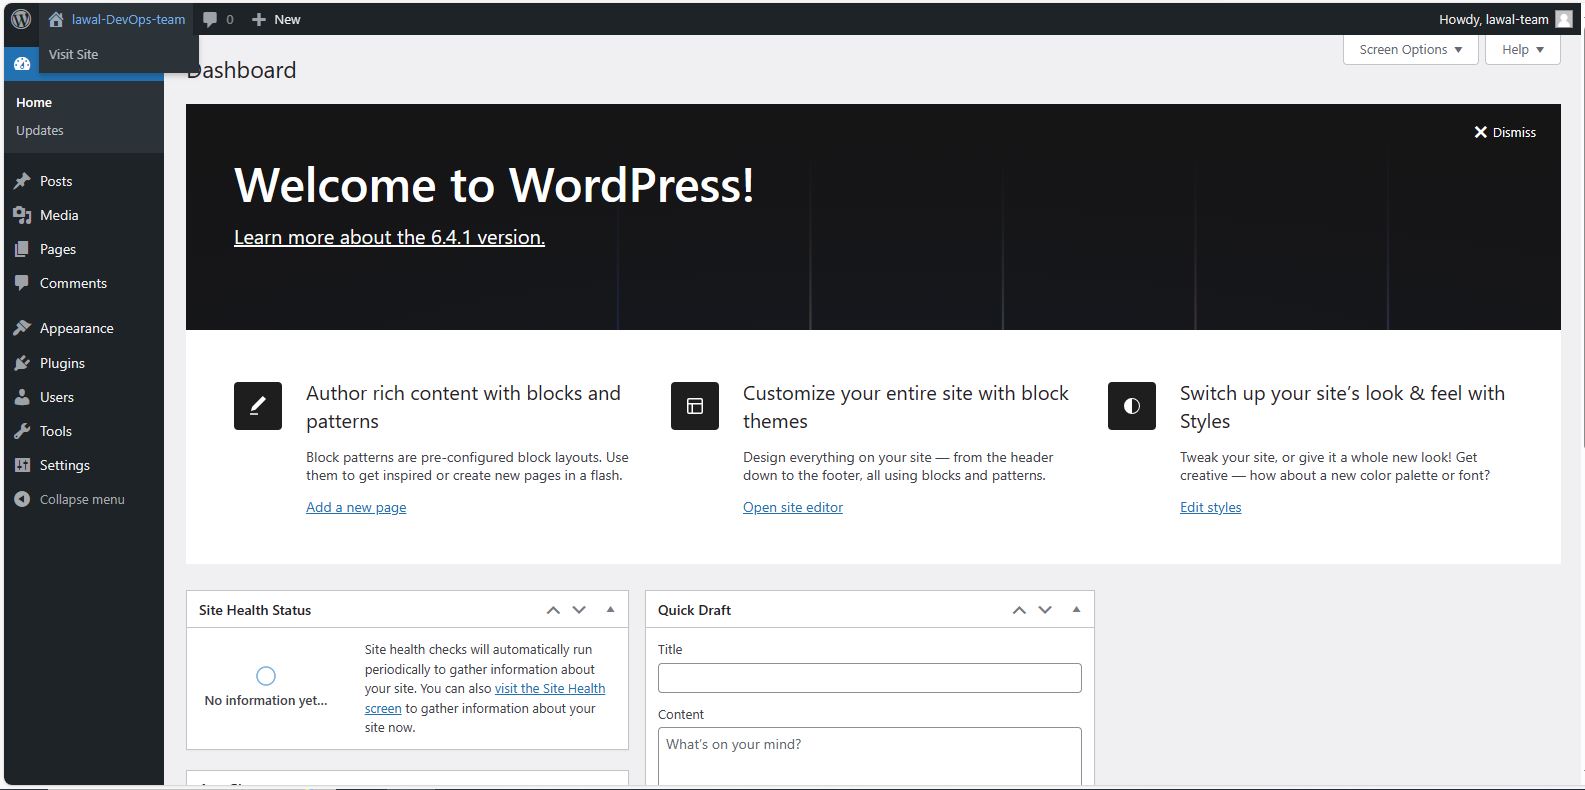 lawal-DevOps-team 0 New Howdy, lawal-team
Visit Site
Screen Options Help
Dashboard
Home
Updates
Posts
Media
Pages
Comments
Appearance
Plugins
Users
Tools
Settings
Collapse menu
Dismiss
Welcome to WordPress!
Learn more about the 6.4.1 version.
Author rich content with blocks and
patterns
Block patterns are pre-configured block layouts. Use
them to get inspired or create new pages in a flash.
Add a new page
Customize your entire site with block
themes
Design everything on your site — from the header
down to the footer, all using blocks and patterns.
Open site editor
Switch up your site’s look & feel with
Styles
Tweak your site, or give it a whole new look! Get
creative — how about a new color palette or font?
Edit styles
Site Health Status
No information yet…
Site health checks will automatically run
periodically to gather information about
your site. You can also visit the Site Health
screen to gather information about your
site now.
Quick Draft
Title
Content
What’s on your mind?